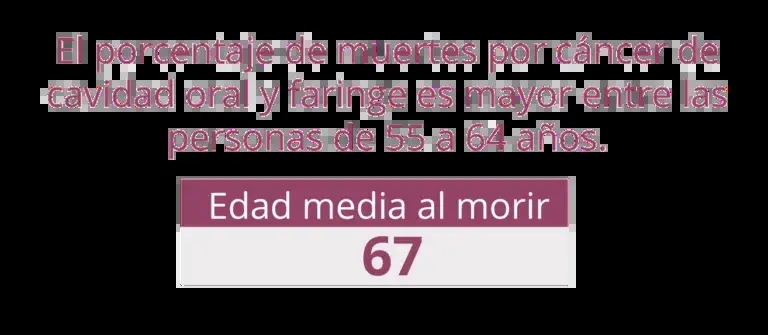 El porcentaje de muertes por cáncer de
cavidad oral y faringe es mayor entre las
personas de 55 a 64 años.
Edad media al morir
67